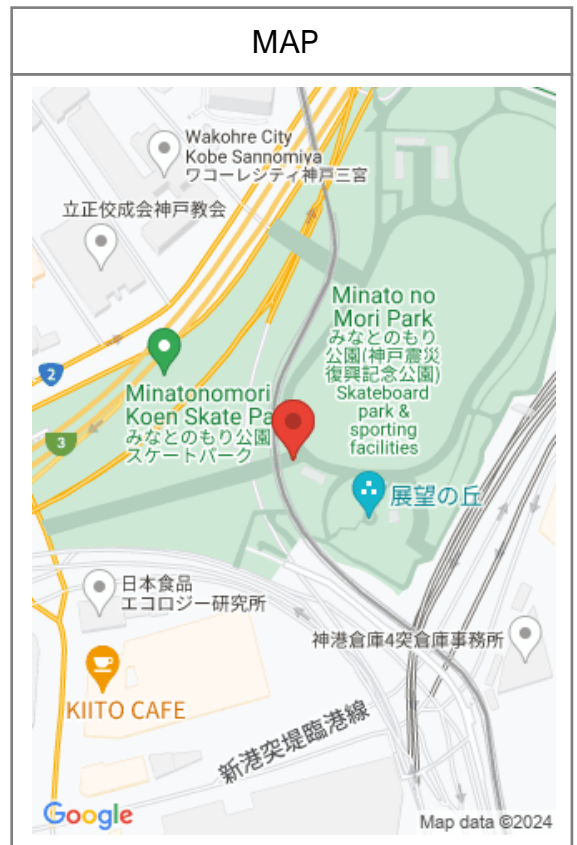 MAP
Wakohre City
Kobe Sannomiya
ワコーレシティ神戸三宮
立正佼成会神戸教会
Minato no
Mori Park
みなとのもり
公園(神戸震災
復興記念公園)
Skateboard
park &
sporting
facilities
2
Minatonomori
Koen Skate Pa
みなとのもり公園
スケートパーク
3
展望の丘
日本食品
エコロジー研究所
神港倉庫4突倉庫事務所
KIITO CAFE
新港突堤臨港線
Google
Map data ©2024